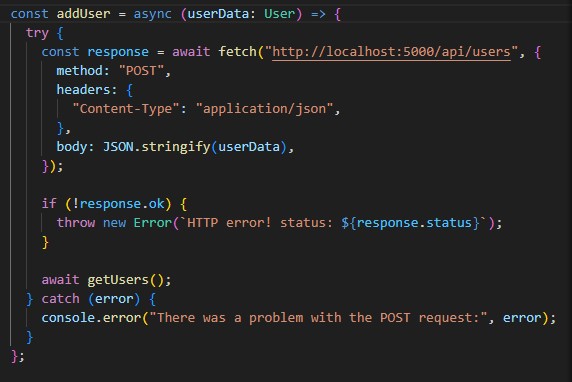 const addUser = async (userData: User) => {
  try {
    const response = await fetch("http://localhost:5000/api/users", {
      method: "POST",
      headers: {
        "Content-Type": "application/json",
      },
      body: JSON.stringify(userData),
    });

    if (!response.ok) {
      throw new Error(`HTTP error! status: ${response.status}`);
    }

    await getUsers();
  } catch (error) {
    console.error("There was a problem with the POST request:", error);
  }
};